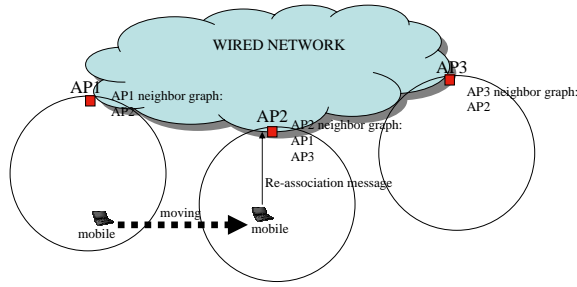 WIRED NETWORK
AP1
AP1 neighbor graph:
AP2
AP2
AP2 neighbor graph:
AP1
AP3
AP3
AP3 neighbor graph:
AP2
Re-association message
moving
mobile
mobile